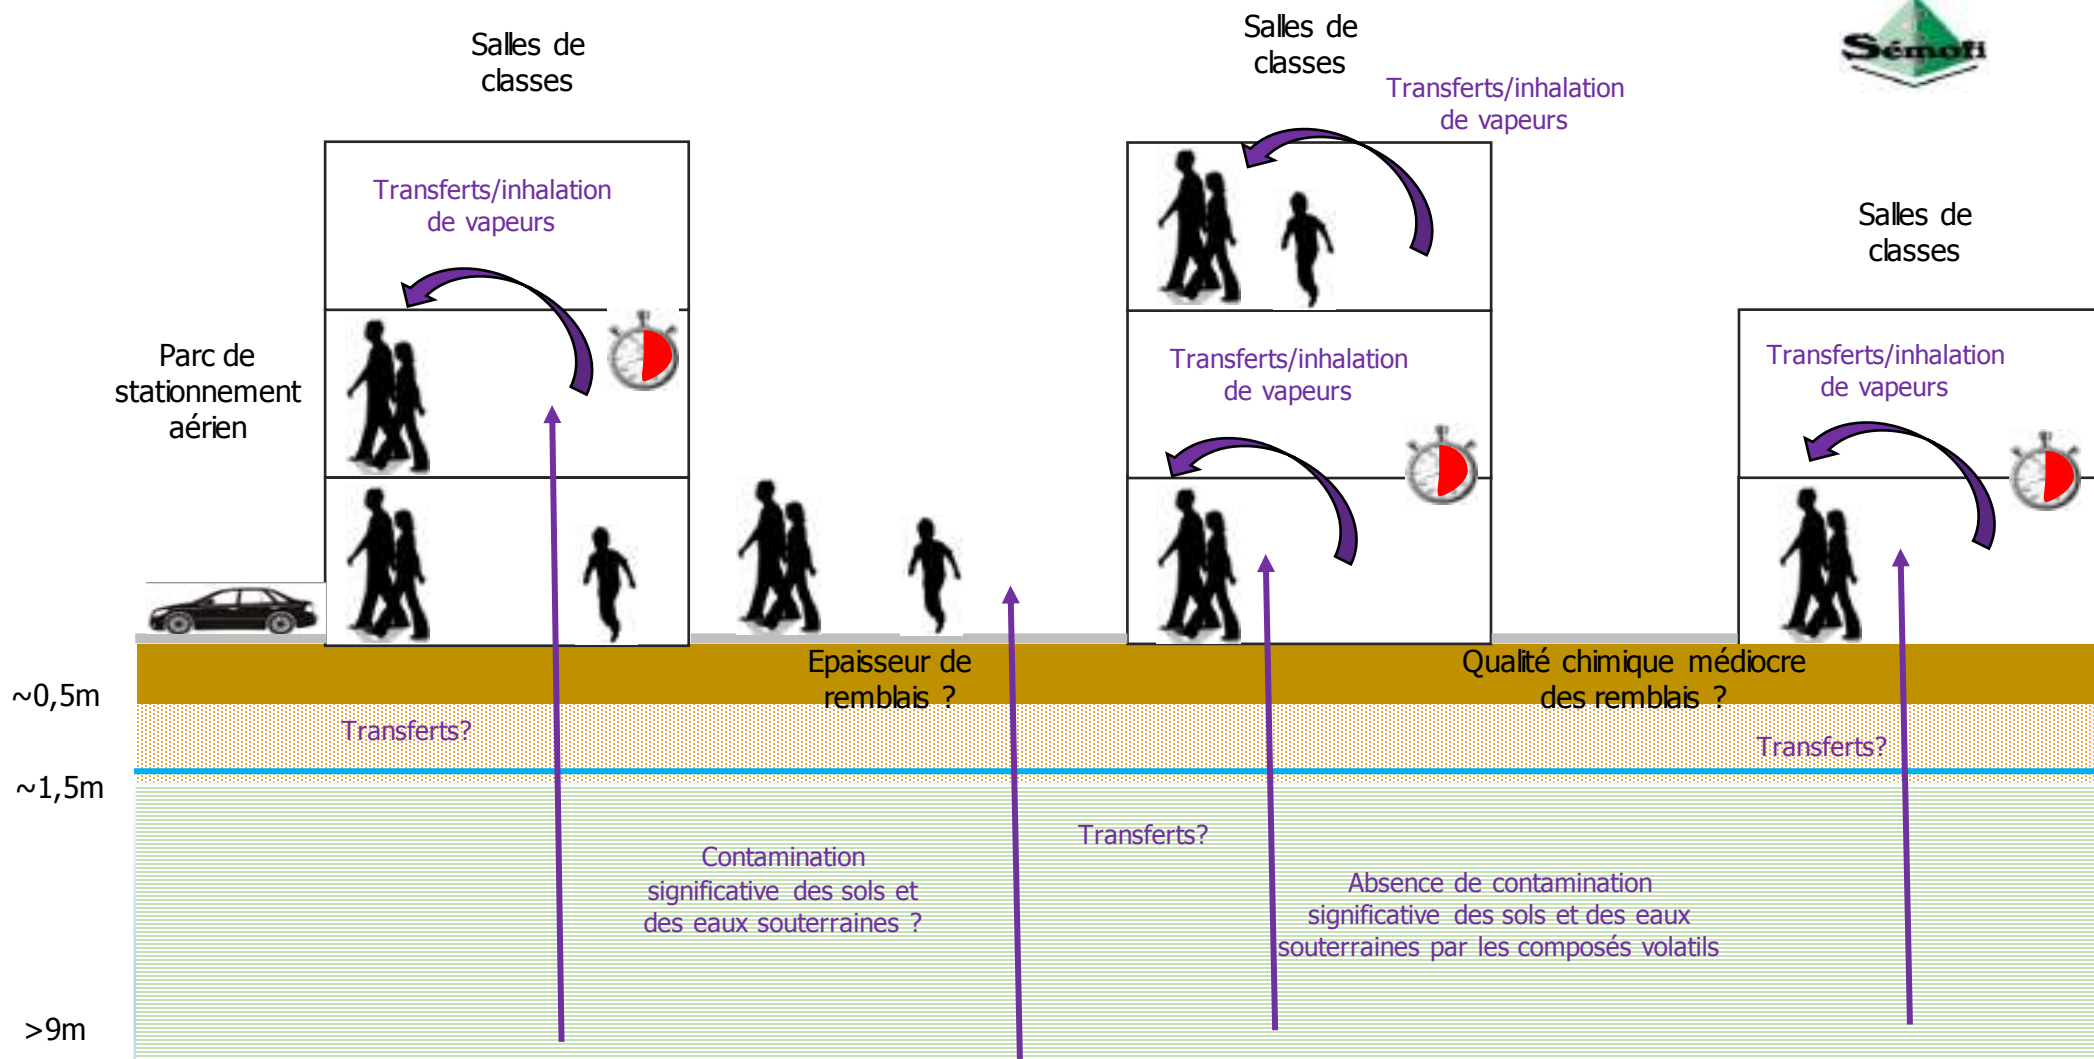 Salles de
classes
Salles de
classes
Sémofi
Transferts/inhalation
de vapeurs
Transferts/inhalation
de vapeurs
Salles de
classes
Parc de
stationnement
aérien
Transferts/inhalation
de vapeurs
Transferts/inhalation
de vapeurs
Epaisseur de
remblais ?
Qualité chimique médiocre
des remblais ?
~0,5m
Transferts?
Transferts?
~1,5m
Transferts?
Contamination
significative des sols et
des eaux souterraines ?
Absence de contamination
significative des sols et des eaux
souterraines par les composés volatils
>9m